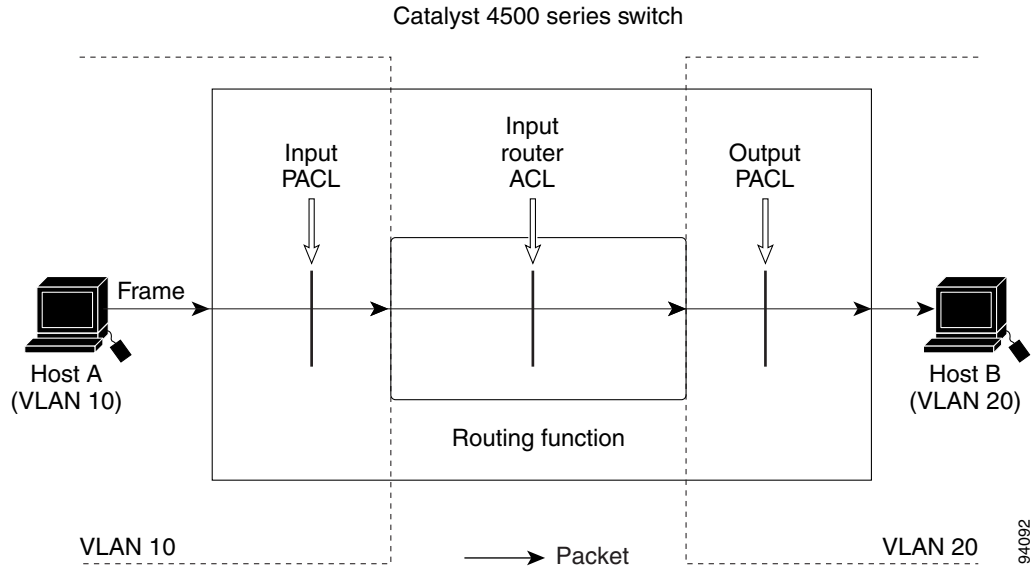 Catalyst 4500 series switch
Input
PACL
Input
router
ACL
Output
PACL
Frame
Host A
(VLAN 10)
Host B
(VLAN 20)
Routing function
VLAN 10
Packet
VLAN 20
94092